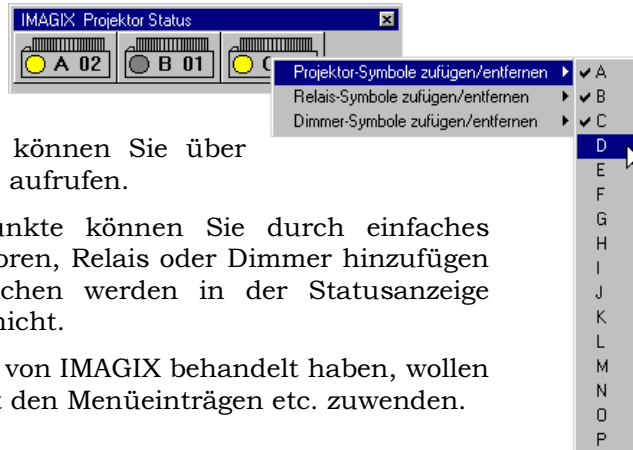 IMAGIX Projektor Status
A 02 B 01 C
Projektor-Symbole zufügen/entfernen
Relais-Symbole zufügen/entfernen
Dimmer-Symbole zufügen/entfernen
A
B
C
D
E
F
G
H
I
J
K
L
M
N
O
P
können Sie über
aufrufen.
unkte können Sie durch einfaches
oren, Relais oder Dimmer hinzufügen
chen werden in der Statusanzeige
nicht.
von IMAGIX behandelt haben, wollen
t den Menüeinträgen etc. zuwenden.